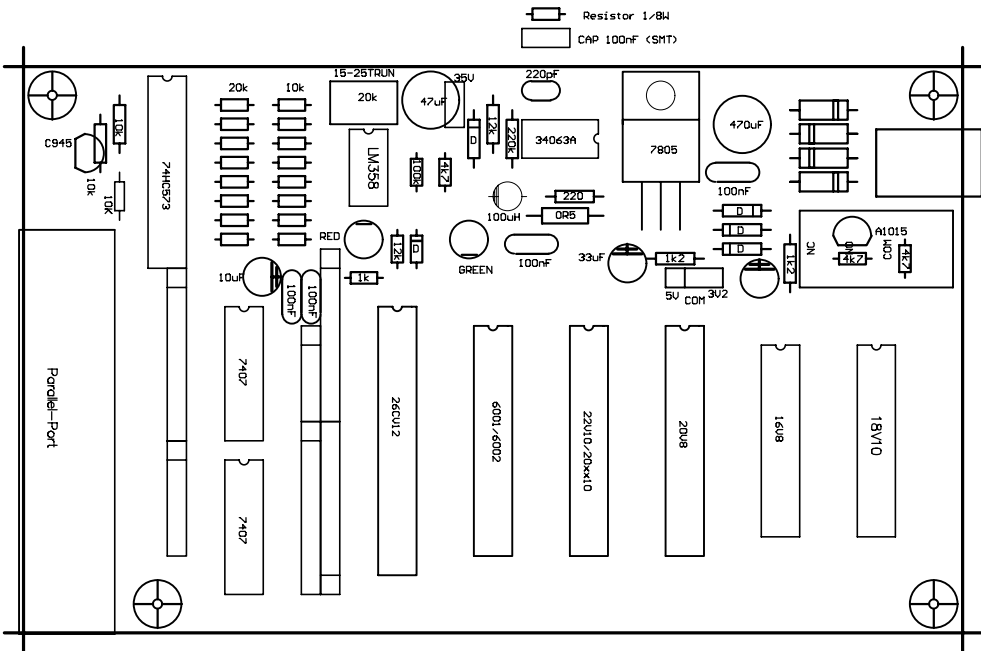 Resistor 1/8W
CAP 100nF (SMT)
15-25TRUN
20k
20k
10k
47uF
35V
220pF
34063A
7805
470uF
100nF
C945
10k
10k
10K
74HC573
LM358
100k
4k7
D
12k
220k
100uH
220
0R5
100nF
RED
GREEN
12k
D
1k
10uF
100nF
100nF
33uF
1k2
5V
COM
3V2
D
D
D
1k2
NC
NO
A1015
COM
4k7
4k7
Parallel-Port
7407
7407
26CV12
6001/6002
22V10/20xx10
20V8
16V8
18V10